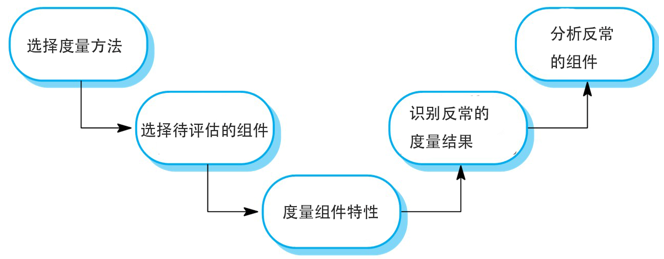 选择度量方法
选择待评估的组件
度量组件特性
识别反常的
度量结果
分析反常
的组件